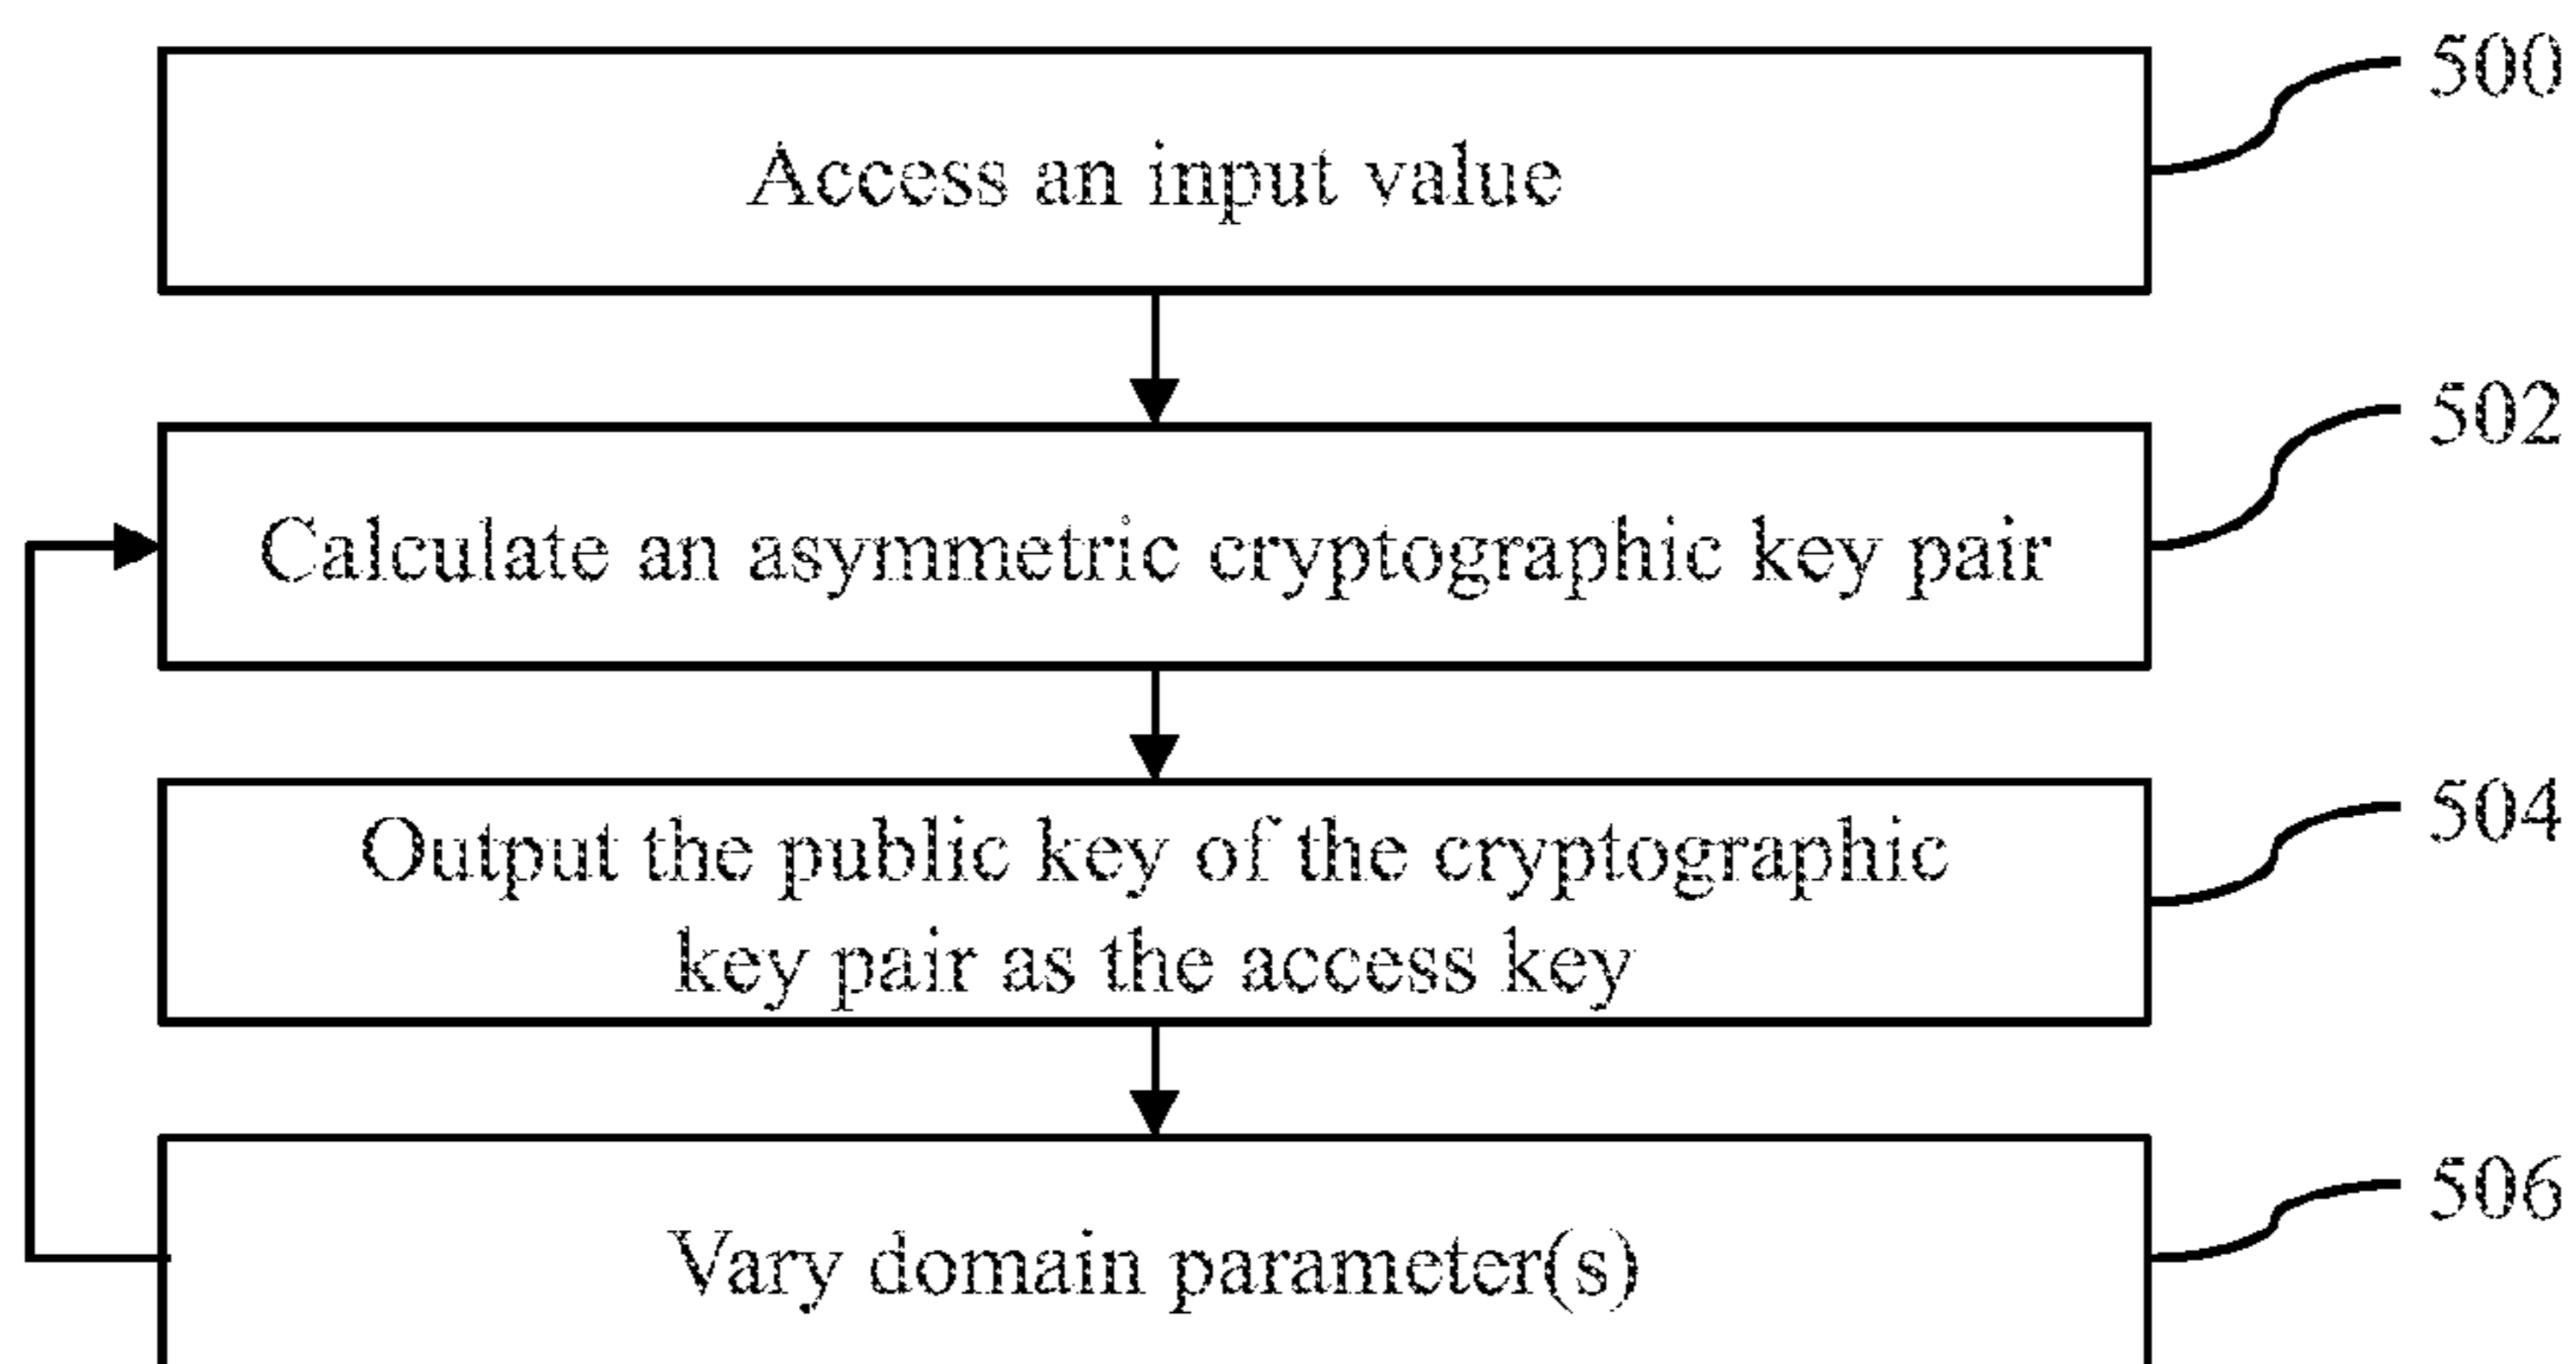 500
Access an input value
502
Calculate an asymmetric cryptographic key pair
504
Output the public key of the cryptographic
key pair as the access key
506
Vary domain parameter(s)